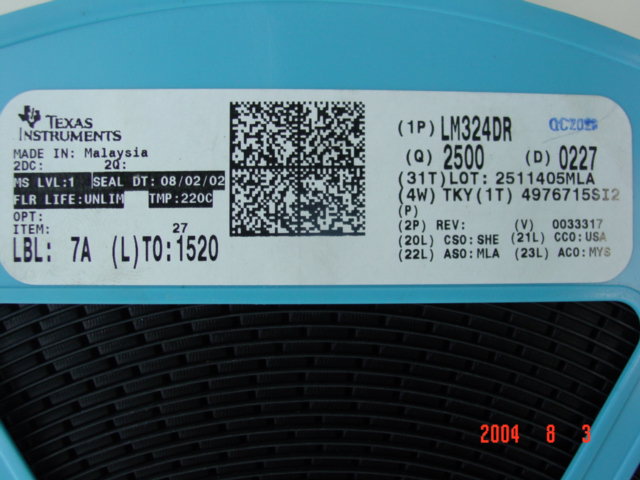 TEXAS
INSTRUMENTS
MADE IN: Malaysia
2DC: 2Q:
MS LVL:1 SEAL DT: 08/02/02
FLR LIFE:UNLIM TMP:220C
OPT:
ITEM: 27
LBL: 7A (L)TO:1520
(1P) LM324DR
(Q) 2500 (D) 0227
(31T)LOT: 2511405MLA
(4W) TKY(1T) 4976715SI2
(P)
(2P) REV: (V) 0033317
(20L) CSO:SHE (21L) CCO:USA
(22L) ASO:MLA (23L) ACO:MYS
2004 8 3